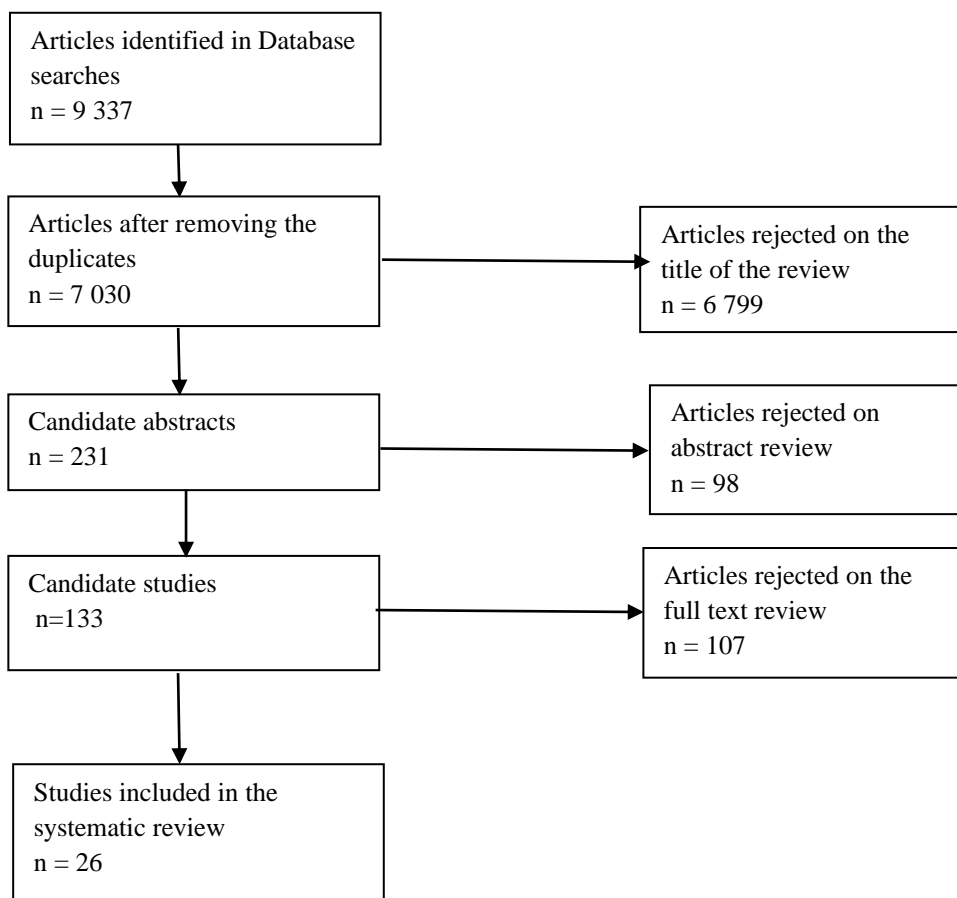 Articles identified in Database
searches
n = 9 337
Articles after removing the
duplicates
n = 7 030
Articles rejected on the
title of the review
n = 6 799
Candidate abstracts
n = 231
Articles rejected on
abstract review
n = 98
Candidate studies
n=133
Articles rejected on the
full text review
n = 107
Studies included in the
systematic review
n = 26